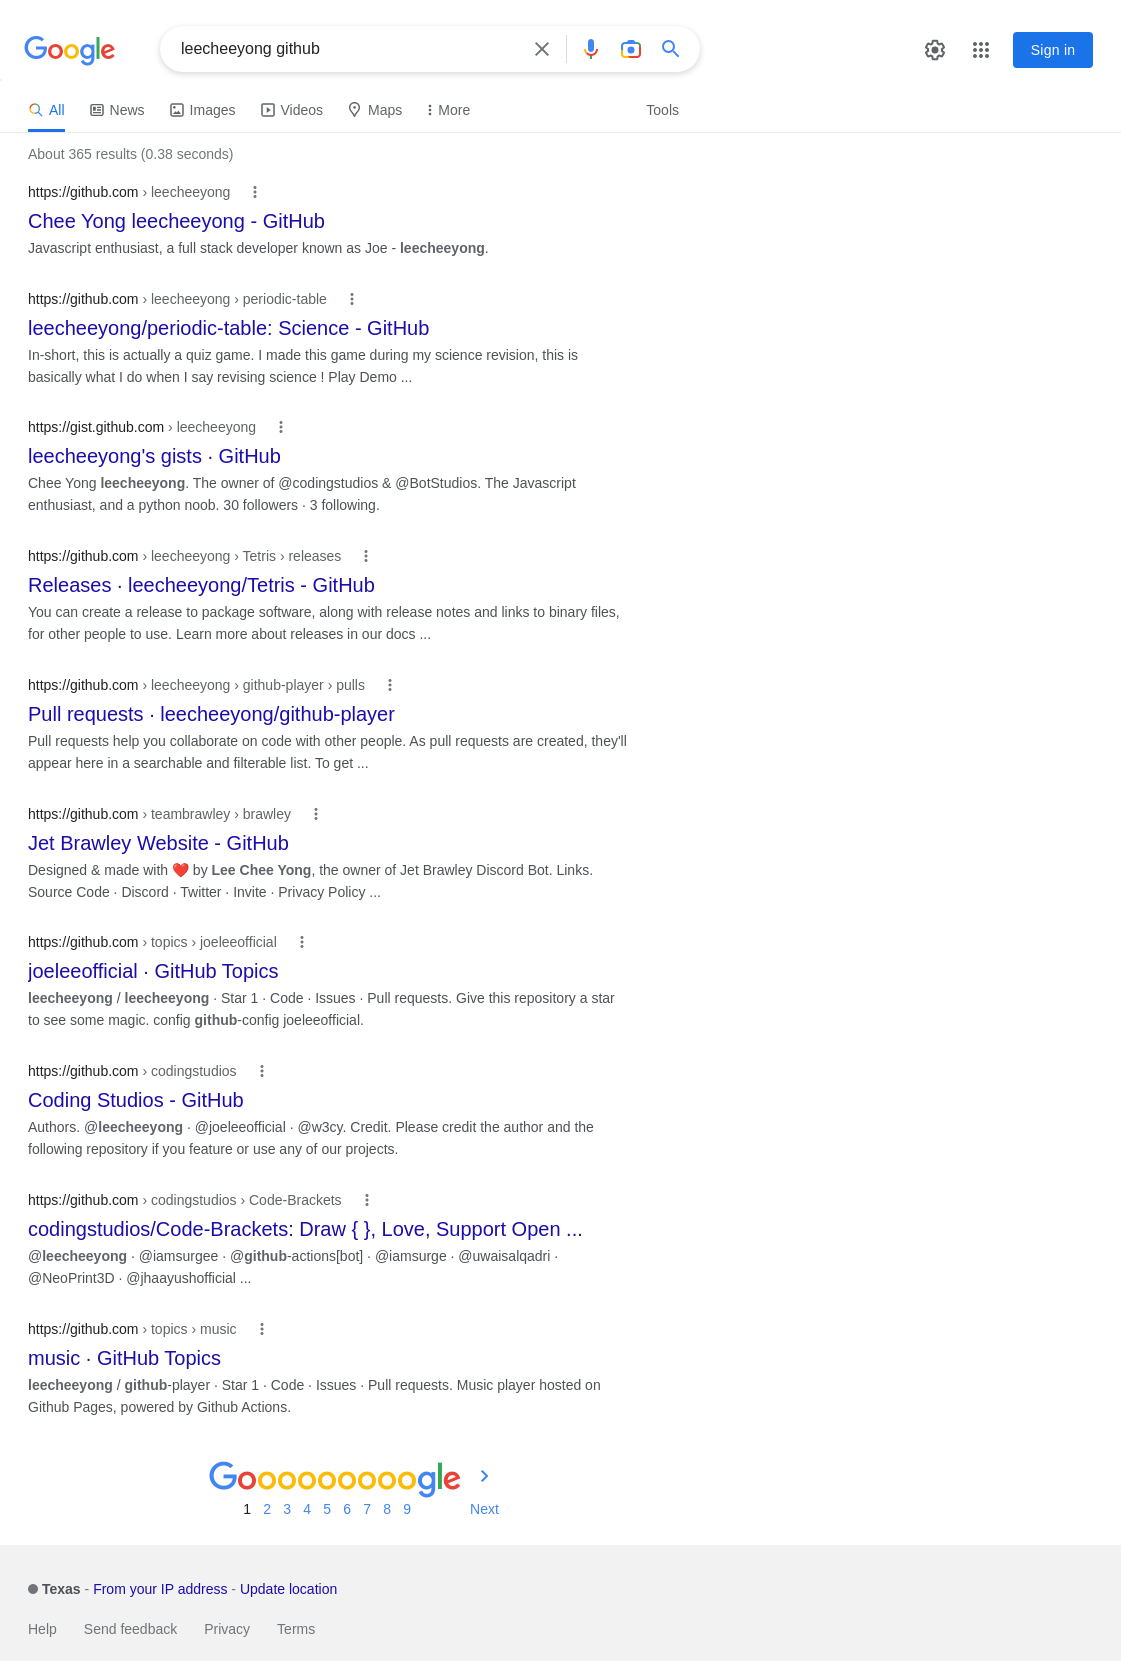 Google
leecheeyong github
Sign in
All News Images Videos Maps More Tools
About 365 results (0.38 seconds)
https://github.com › leecheeyong
Chee Yong leecheeyong - GitHub
Javascript enthusiast, a full stack developer known as Joe - leecheeyong.
https://github.com › leecheeyong › periodic-table
leecheeyong/periodic-table: Science - GitHub
In-short, this is actually a quiz game. I made this game during my science revision, this is
basically what I do when I say revising science ! Play Demo ...
https://gist.github.com › leecheeyong
leecheeyong's gists · GitHub
Chee Yong leecheeyong. The owner of @codingstudios & @BotStudios. The Javascript
enthusiast, and a python noob. 30 followers · 3 following.
https://github.com › leecheeyong › Tetris › releases
Releases · leecheeyong/Tetris - GitHub
You can create a release to package software, along with release notes and links to binary files,
for other people to use. Learn more about releases in our docs ...
https://github.com › leecheeyong › github-player › pulls
Pull requests · leecheeyong/github-player
Pull requests help you collaborate on code with other people. As pull requests are created, they'll
appear here in a searchable and filterable list. To get ...
https://github.com › teambrawley › brawley
Jet Brawley Website - GitHub
Designed & made with ❤️ by Lee Chee Yong, the owner of Jet Brawley Discord Bot. Links.
Source Code · Discord · Twitter · Invite · Privacy Policy ...
https://github.com › topics › joeleeofficial
joeleeofficial · GitHub Topics
leecheeyong / leecheeyong · Star 1 · Code · Issues · Pull requests. Give this repository a star
to see some magic. config github-config joeleeofficial.
https://github.com › codingstudios
Coding Studios - GitHub
Authors. @leecheeyong · @joeleeofficial · @w3cy. Credit. Please credit the author and the
following repository if you feature or use any of our projects.
https://github.com › codingstudios › Code-Brackets
codingstudios/Code-Brackets: Draw { }, Love, Support Open ...
@leecheeyong · @iamsurgee · @github-actions[bot] · @iamsurge · @uwaisalqadri ·
@NeoPrint3D · @jhaayushofficial ...
https://github.com › topics › music
music · GitHub Topics
leecheeyong / github-player · Star 1 · Code · Issues · Pull requests. Music player hosted on
Github Pages, powered by Github Actions.
Gooooooooogle
1 2 3 4 5 6 7 8 9 Next
Texas - From your IP address - Update location
Help Send feedback Privacy Terms